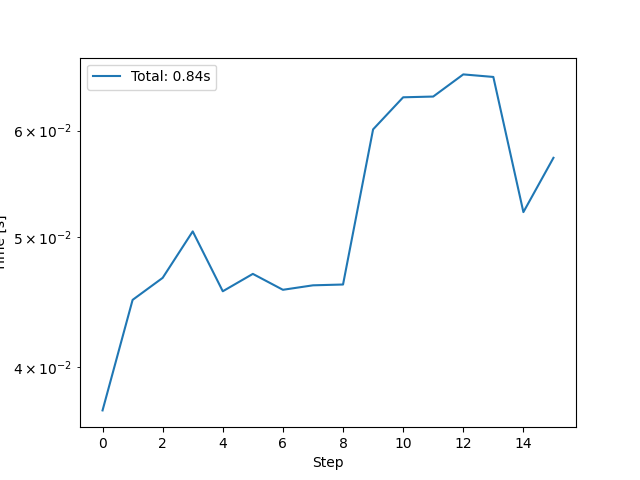 Total: 0.84s
6 × 10⁻²
5 × 10⁻²
4 × 10⁻²
Time [s]
0 2 4 6 8 10 12 14
Step